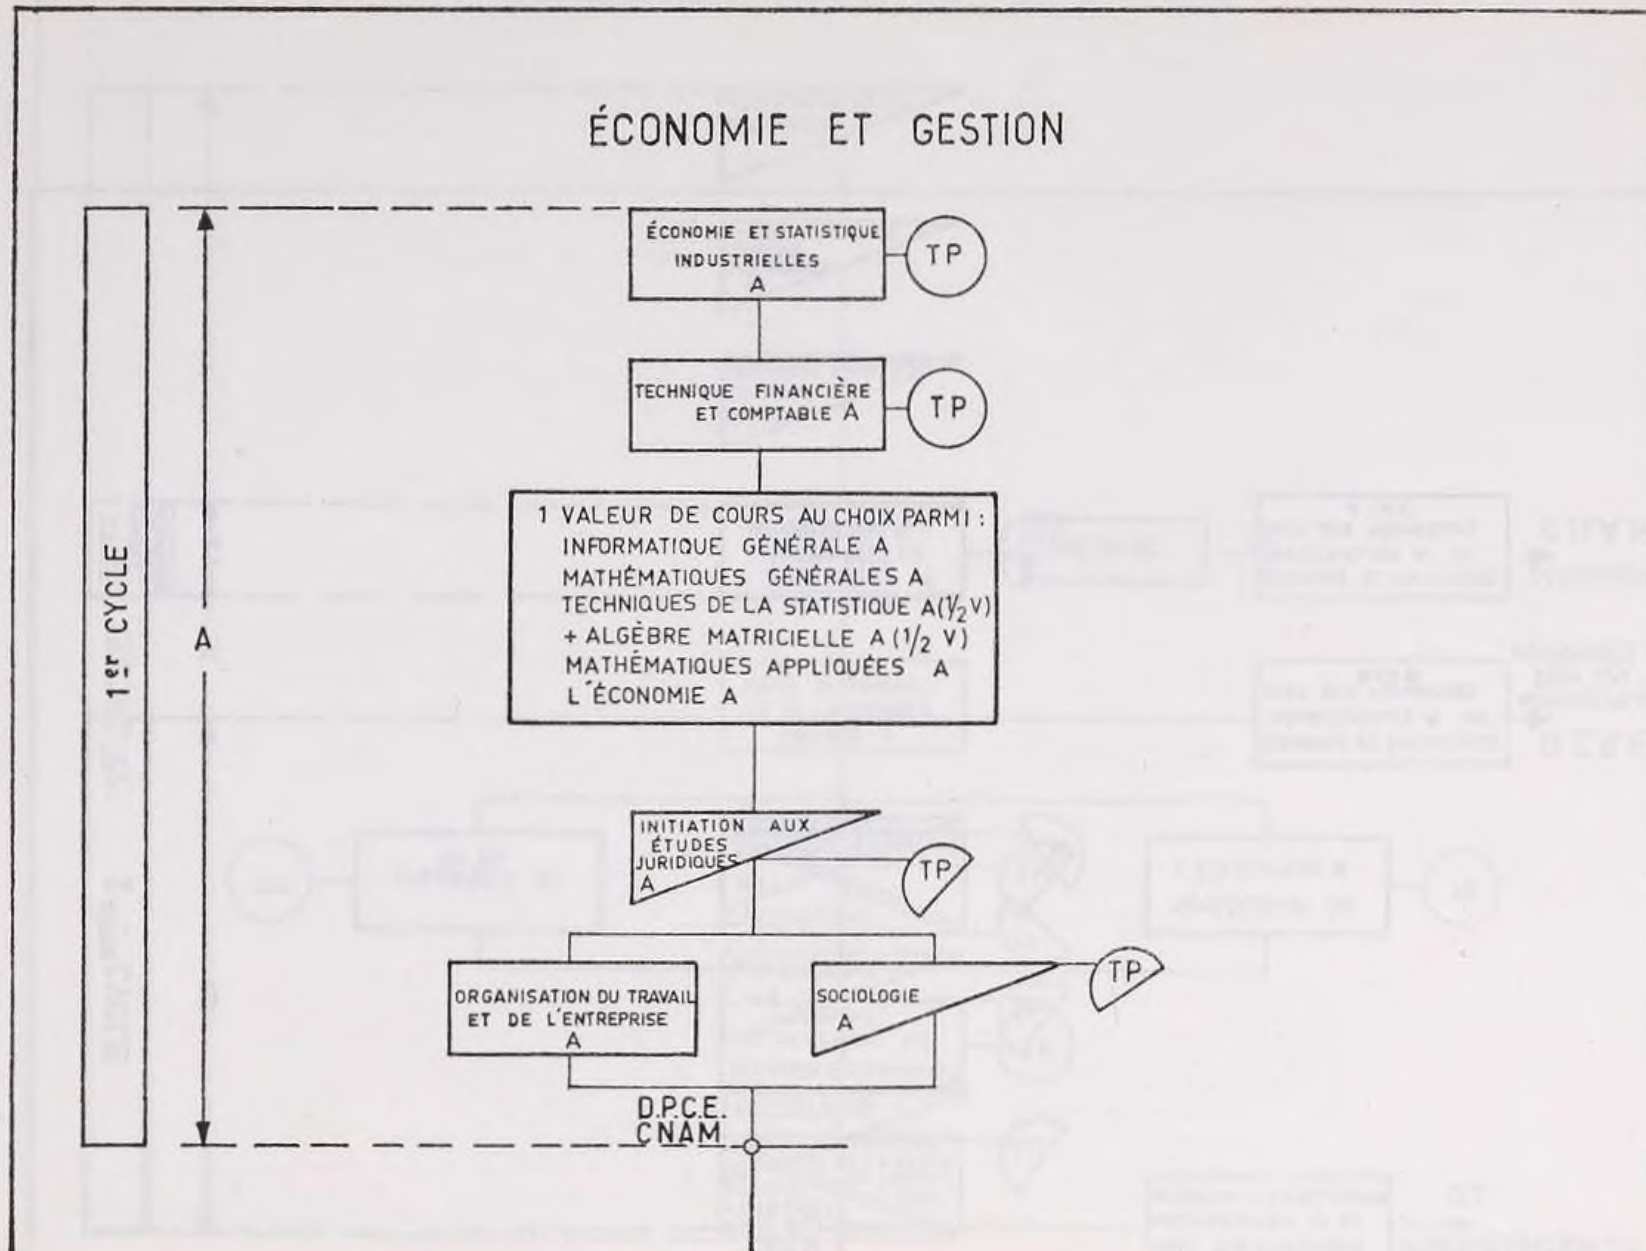 ÉCONOMIE ET GESTION
ÉCONOMIE ET STATISTIQUE
INDUSTRIELLES
A
TP
TECHNIQUE FINANCIÈRE
ET COMPTABLE A
TP
1 VALEUR DE COURS AU CHOIX PARMI :
INFORMATIQUE GÉNÉRALE A
MATHÉMATIQUES GÉNÉRALES A
TECHNIQUES DE LA STATISTIQUE A (1/2 V)
+ ALGÈBRE MATRICIELLE A (1/2 V)
MATHÉMATIQUES APPLIQUÉES A
L'ÉCONOMIE A
1er CYCLE
A
INITIATION AUX
ÉTUDES
JURIDIQUES
A
TP
ORGANISATION DU TRAVAIL
ET DE L'ENTREPRISE
A
SOCIOLOGIE
A
TP
D.P.C.E.
CNAM